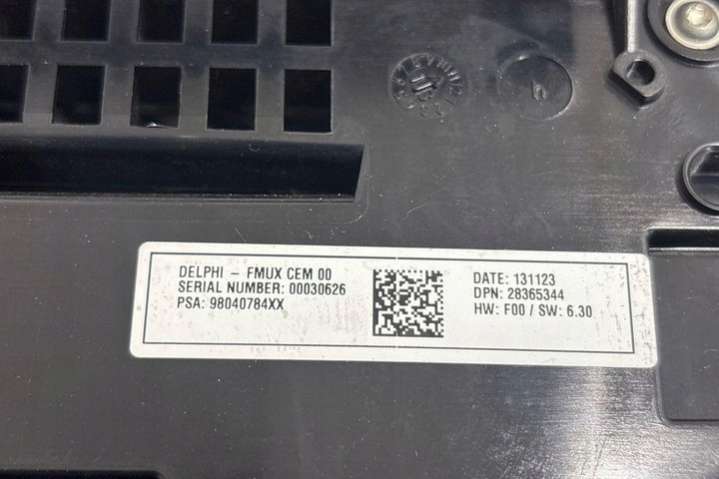 DELPHI – FMUX CEM 00
SERIAL NUMBER: 00030626
PSA: 98040784XX
DATE: 131123
DPN: 28365344
HW: F00 / SW: 6.30